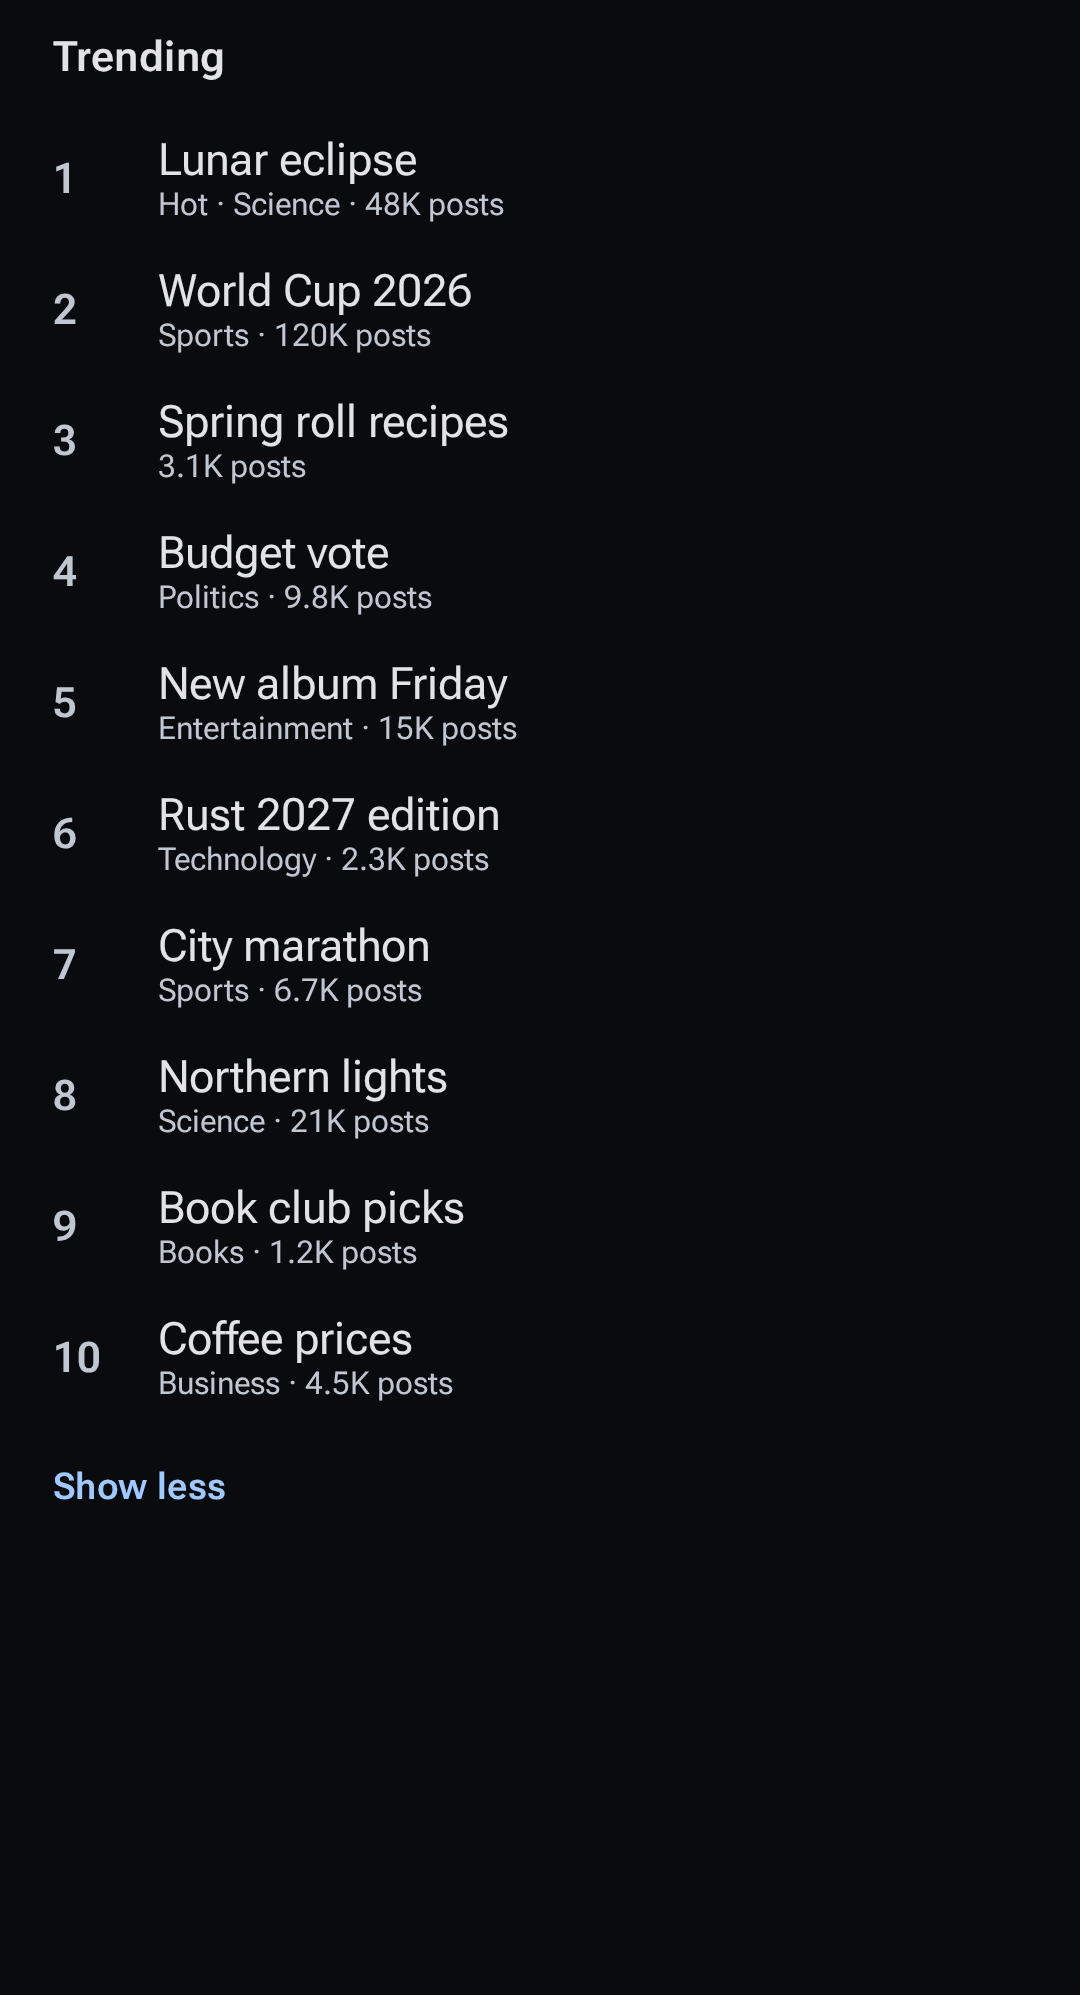 Trending
1
Lunar eclipse
Hot · Science · 48K posts
2
World Cup 2026
Sports · 120K posts
3
Spring roll recipes
3.1K posts
4
Budget vote
Politics · 9.8K posts
5
New album Friday
Entertainment · 15K posts
6
Rust 2027 edition
Technology · 2.3K posts
7
City marathon
Sports · 6.7K posts
8
Northern lights
Science · 21K posts
9
Book club picks
Books · 1.2K posts
10
Coffee prices
Business · 4.5K posts
Show less